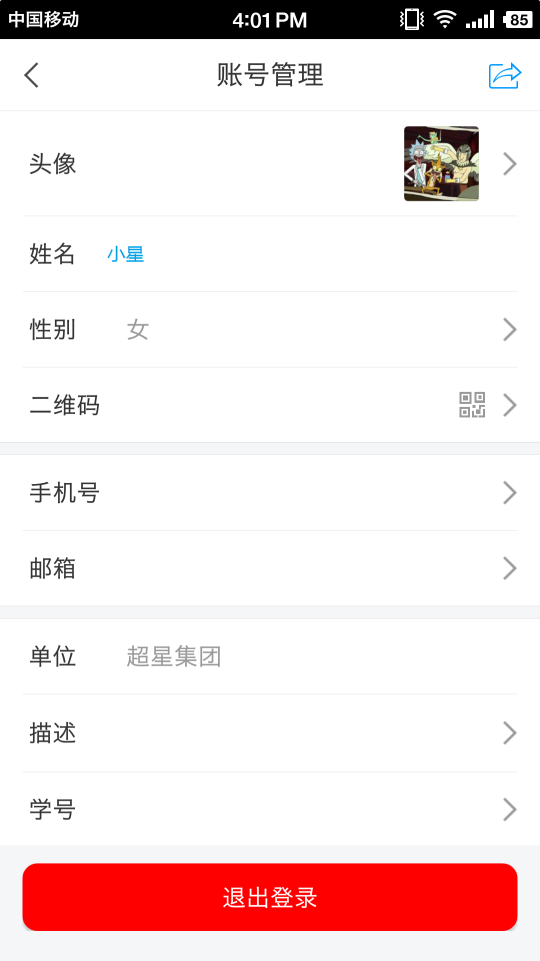 中国移动 4:01 PM 85
账号管理
头像
姓名 小星
性别 女
二维码
手机号
邮箱
单位 超星集团
描述
学号
退出登录